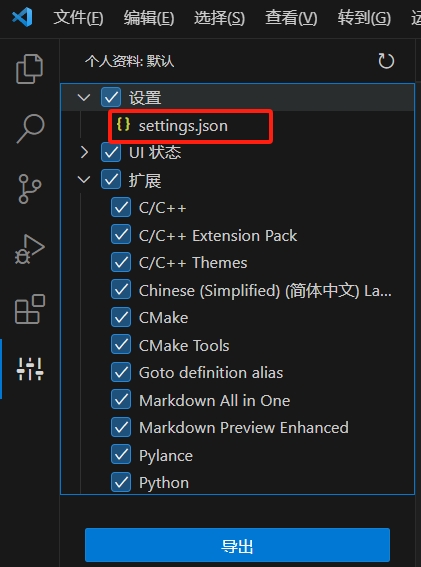 文件(F) 编辑(E) 选择(S) 查看(V) 转到(G)
个人资料: 默认
设置
{} settings.json
UI 状态
扩展
C/C++
C/C++ Extension Pack
C/C++ Themes
Chinese (Simplified) (简体中文) La...
CMake
CMake Tools
Goto definition alias
Markdown All in One
Markdown Preview Enhanced
Pylance
Python
导出